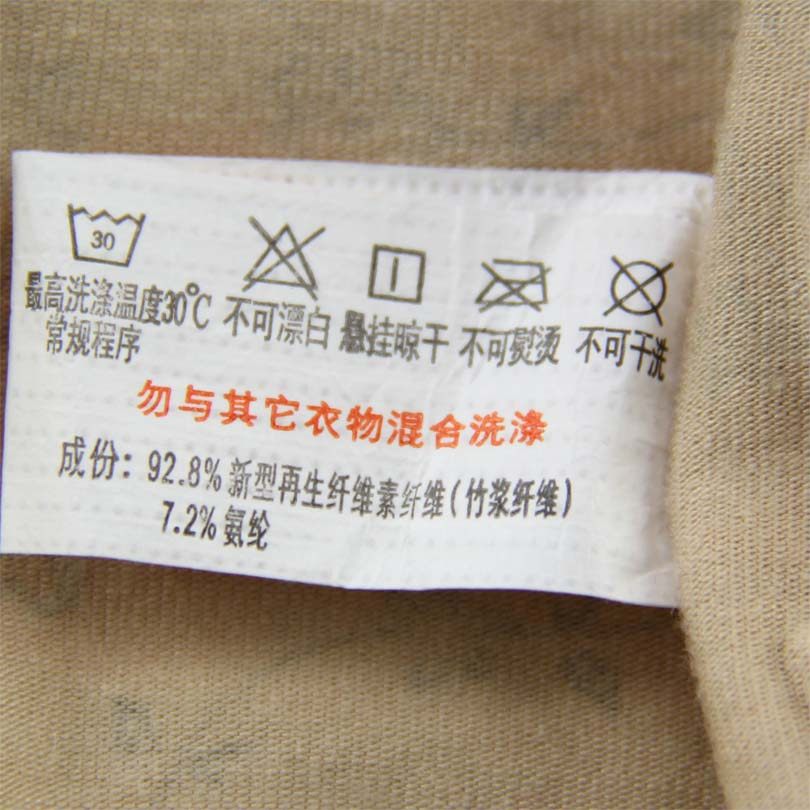 30
最高洗涤温度30℃ 不可漂白 悬挂晾干 不可熨烫 不可干洗
常规程序
勿与其它衣物混合洗涤
成份：92.8%新型再生纤维素纤维(竹浆纤维)
7.2%氨纶